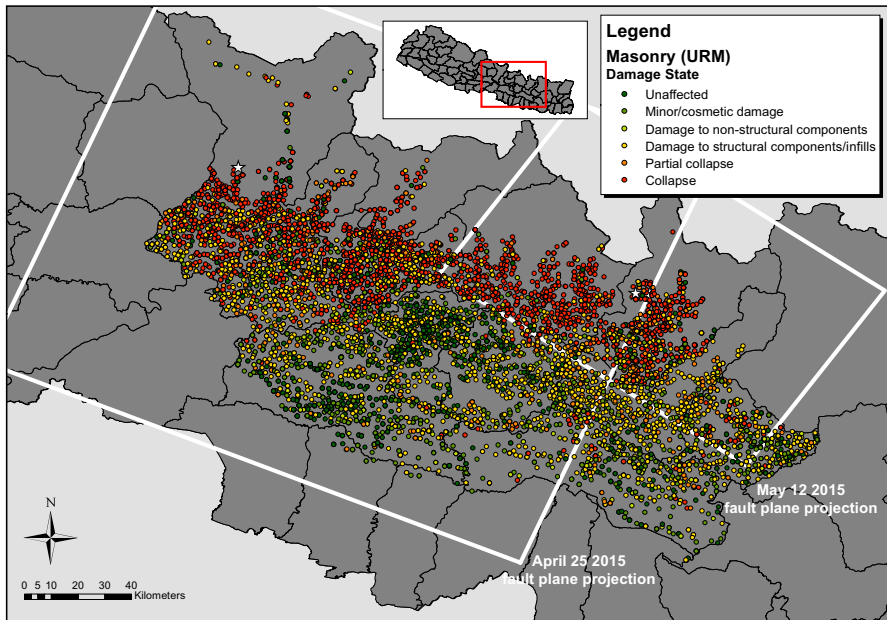 Legend
Masonry (URM)
Damage State
Unaffected
Minor/cosmetic damage
Damage to non-structural components
Damage to structural components/infills
Partial collapse
Collapse
May 12 2015
fault plane projection
April 25 2015
fault plane projection
N
0 5 10 20 30 40
Kilometers